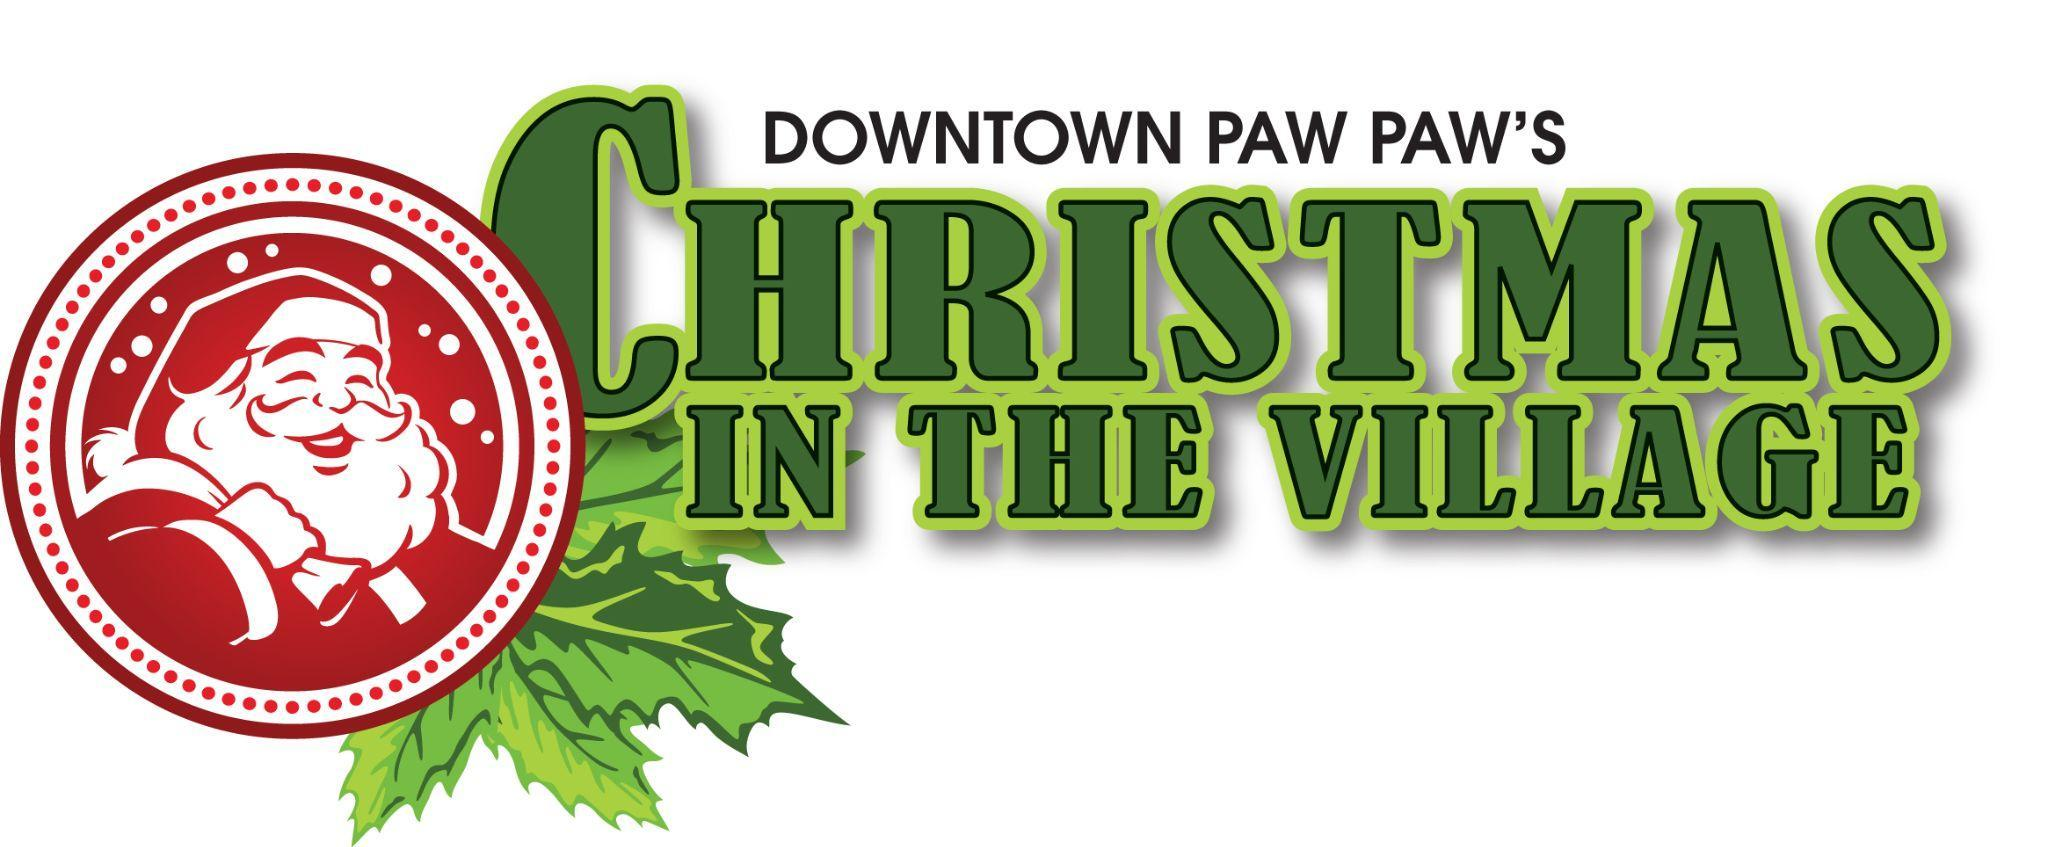 DOWNTOWN PAW PAW’S
CHRISTMAS
IN THE VILLAGE